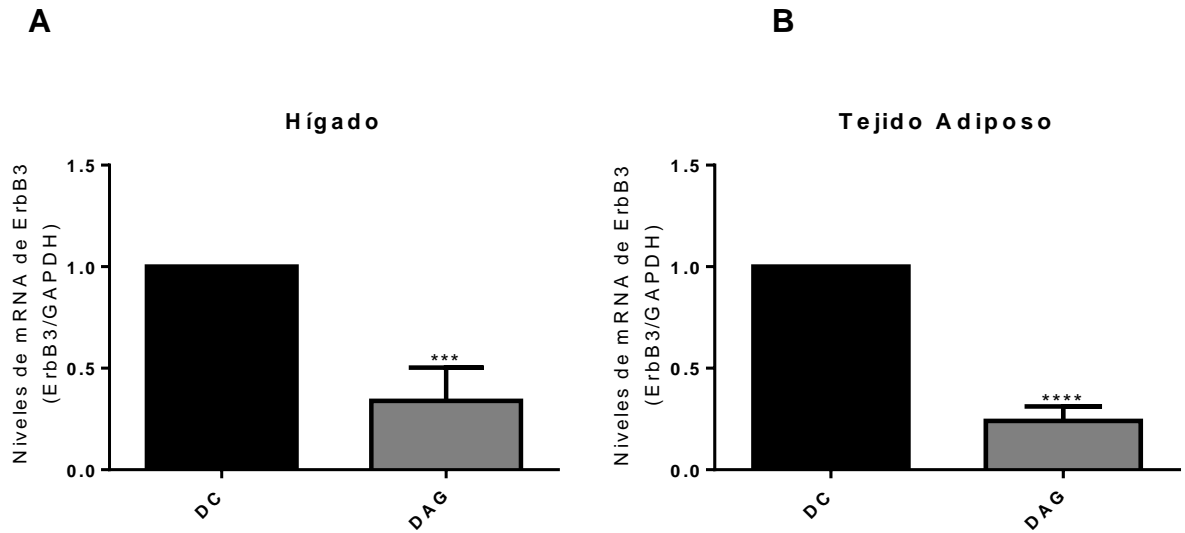 A
Hígado
Niveles de mRNA de ErbB3
(ErbB3/GAPDH)
1.5
1.0
0.5
0.0
***
DC
DAG
B
Tejido Adiposo
Niveles de mRNA de ErbB3
(ErbB3/GAPDH)
1.5
1.0
0.5
0.0
****
DC
DAG